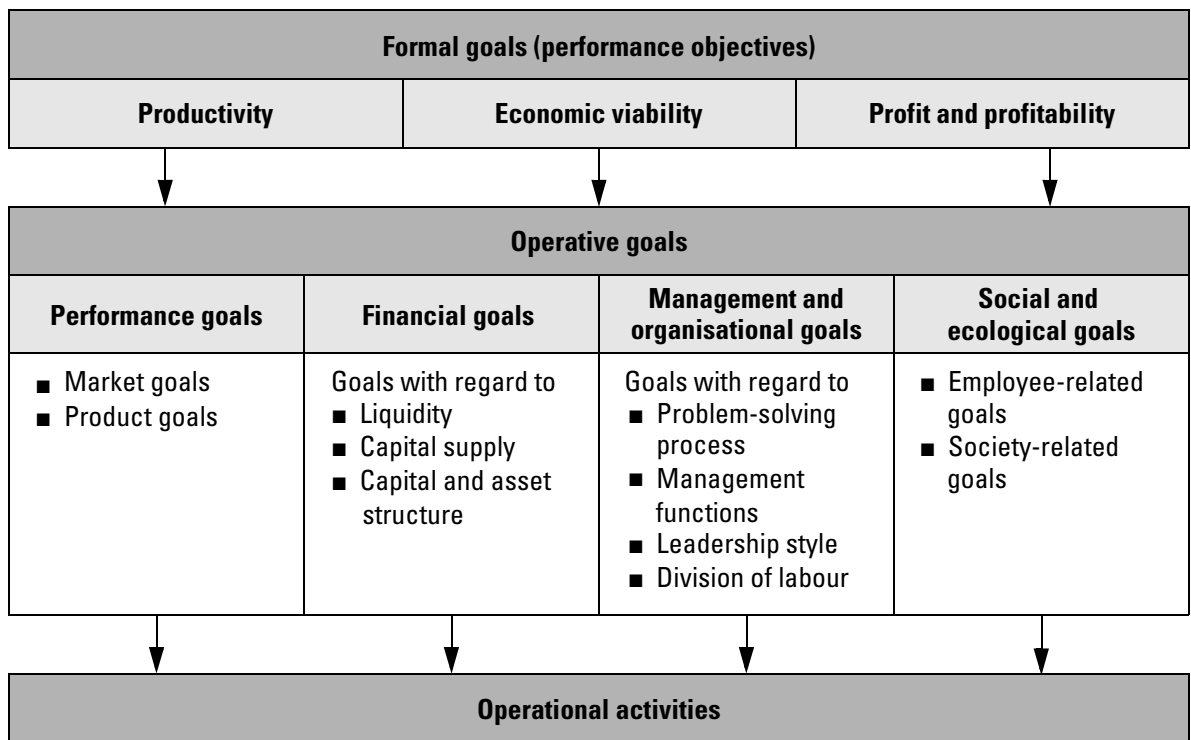 Formal goals (performance objectives)
Productivity
Economic viability
Profit and profitability
Operative goals
Performance goals
Financial goals
Management and
organisational goals
Social and
ecological goals
■ Market goals
■ Product goals
Goals with regard to
■ Liquidity
■ Capital supply
■ Capital and asset
structure
Goals with regard to
■ Problem-solving
process
■ Management
functions
■ Leadership style
■ Division of labour
■ Employee-related
goals
■ Society-related
goals
Operational activities